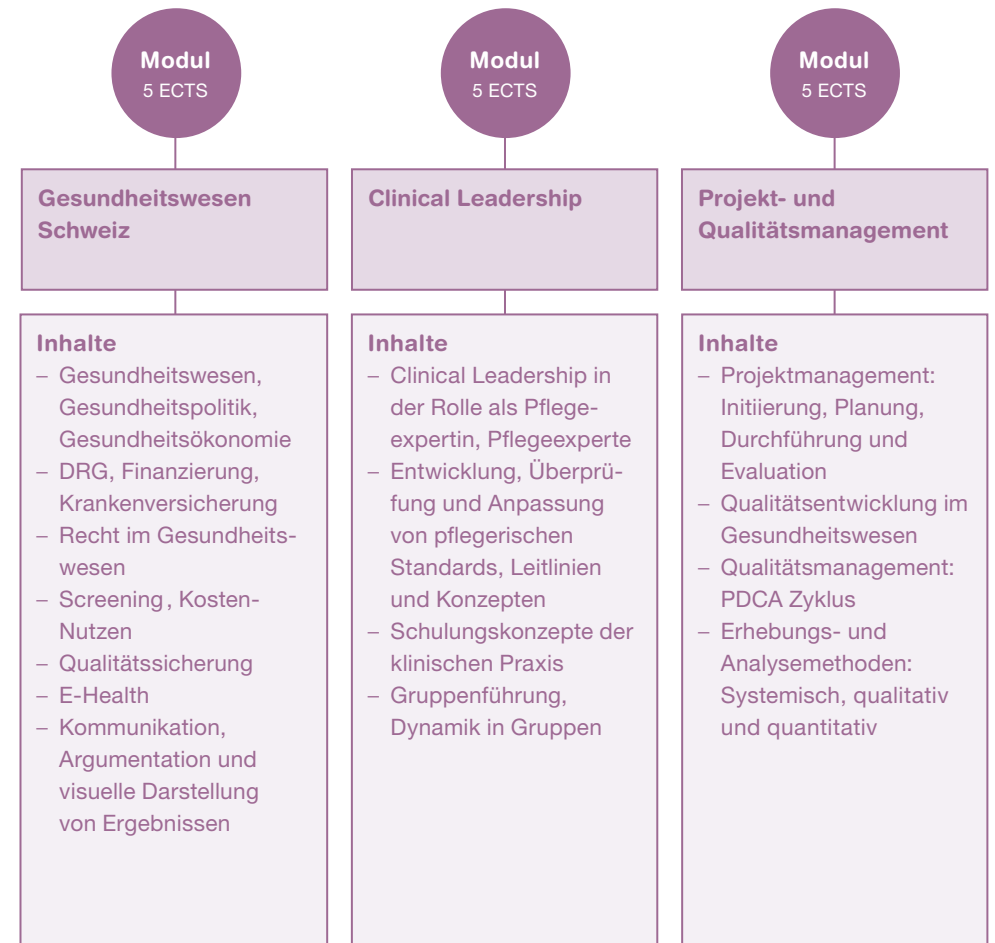 Modul
5 ECTS
Gesundheitswesen
Schweiz
Inhalte
– Gesundheitswesen,
Gesundheitspolitik,
Gesundheitsökonomie
– DRG, Finanzierung,
Krankenversicherung
– Recht im Gesundheits-
wesen
– Screening, Kosten-
Nutzen
– Qualitätssicherung
– E-Health
– Kommunikation,
Argumentation und
visuelle Darstellung
von Ergebnissen
Modul
5 ECTS
Clinical Leadership
Inhalte
– Clinical Leadership in
der Rolle als Pflege-
expertin, Pflegeexperte
– Entwicklung, Überprü-
fung und Anpassung
von pflegerischen
Standards, Leitlinien
und Konzepten
– Schulungskonzepte der
klinischen Praxis
– Gruppenführung,
Dynamik in Gruppen
Modul
5 ECTS
Projekt- und
Qualitätsmanagement
Inhalte
– Projektmanagement:
Initiierung, Planung,
Durchführung und
Evaluation
– Qualitätsentwicklung im
Gesundheitswesen
– Qualitätsmanagement:
PDCA Zyklus
– Erhebungs- und
Analysemethoden:
Systemisch, qualitativ
und quantitativ